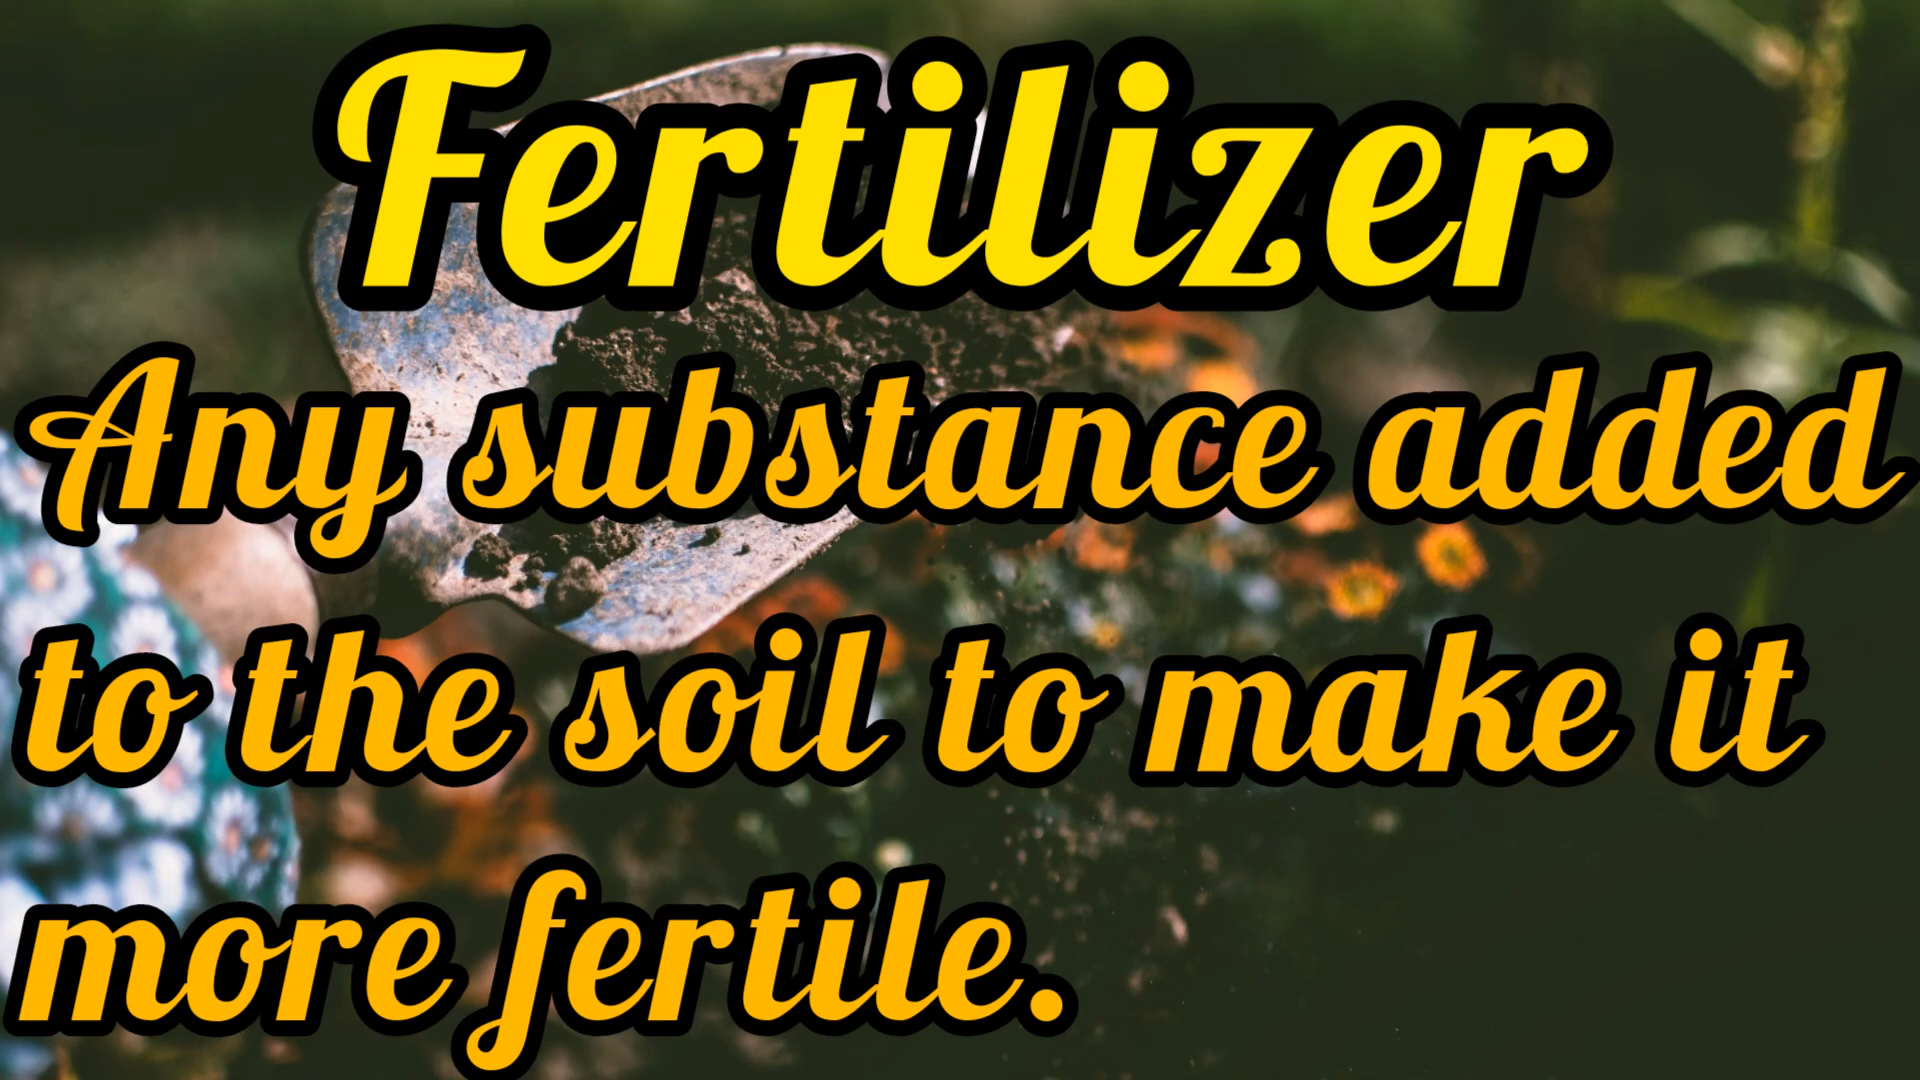 Fertilizer
Any substance added
to the soil to make it
more fertile.